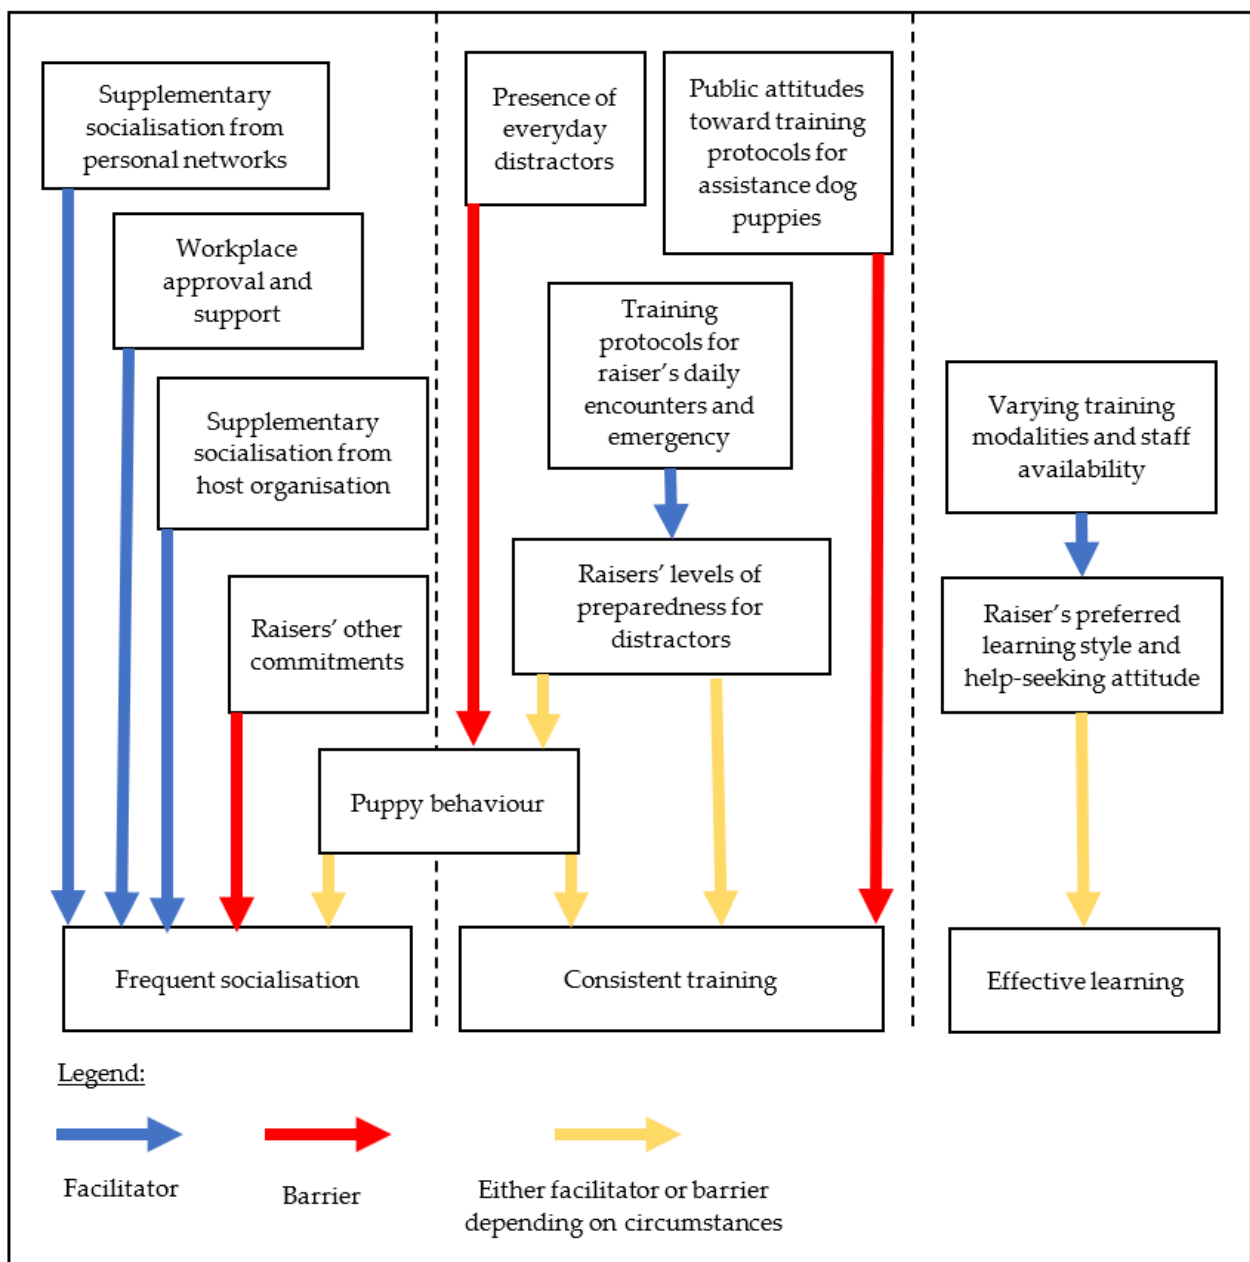 Supplementary
socialisation from
personal networks
Workplace
approval and
support
Supplementary
socialisation from
host organisation
Raisers' other
commitments
Presence of
everyday
distractors
Public attitudes
toward training
protocols for
assistance dog
puppies
Training
protocols for
raiser's daily
encounters and
emergency
Raisers' levels of
preparedness for
distractors
Puppy behaviour
Varying training
modalities and staff
availability
Raiser's preferred
learning style and
help-seeking attitude
Frequent socialisation
Consistent training
Effective learning
Legend:
Facilitator
Barrier
Either facilitator or barrier
depending on circumstances